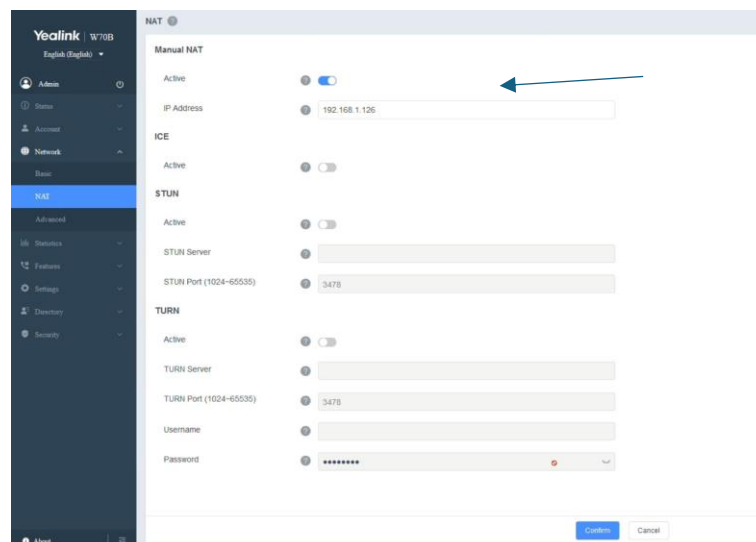 NAT
Yealink | W70B
English (English)
Manual NAT
Admin
Active
Status
IP Address
192.168.1.126
Account
ICE
Network
Active
Basic
STUN
NAT
Advanced
Active
Statistics
STUN Server
Features
STUN Port (1024~65535)
3478
Settings
TURN
Directory
Security
Active
TURN Server
TURN Port (1024~65535)
3478
Username
Password
••••••••
About
Confirm
Cancel